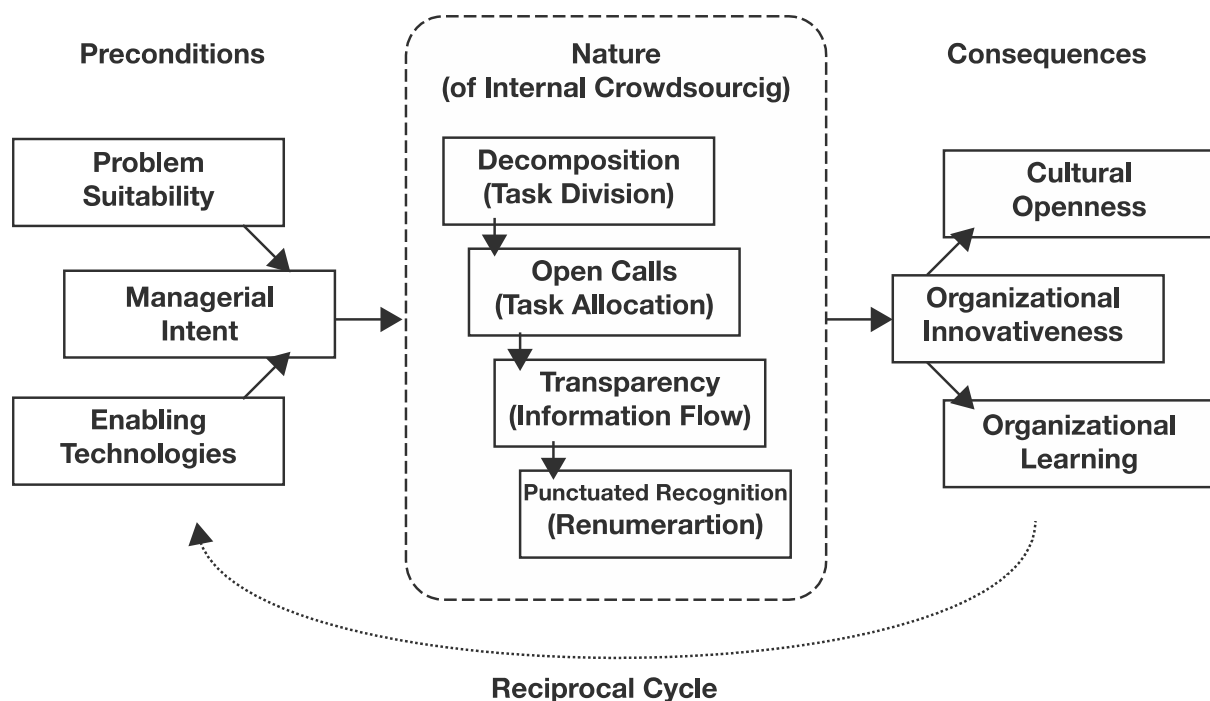 Preconditions
Problem
Suitability
Managerial
Intent
Enabling
Technologies
Nature
(of Internal Crowdsourcig)
Decomposition
(Task Division)
Open Calls
(Task Allocation)
Transparency
(Information Flow)
Punctuated Recognition
(Renumerartion)
Consequences
Cultural
Openness
Organizational
Innovativeness
Organizational
Learning
Reciprocal Cycle